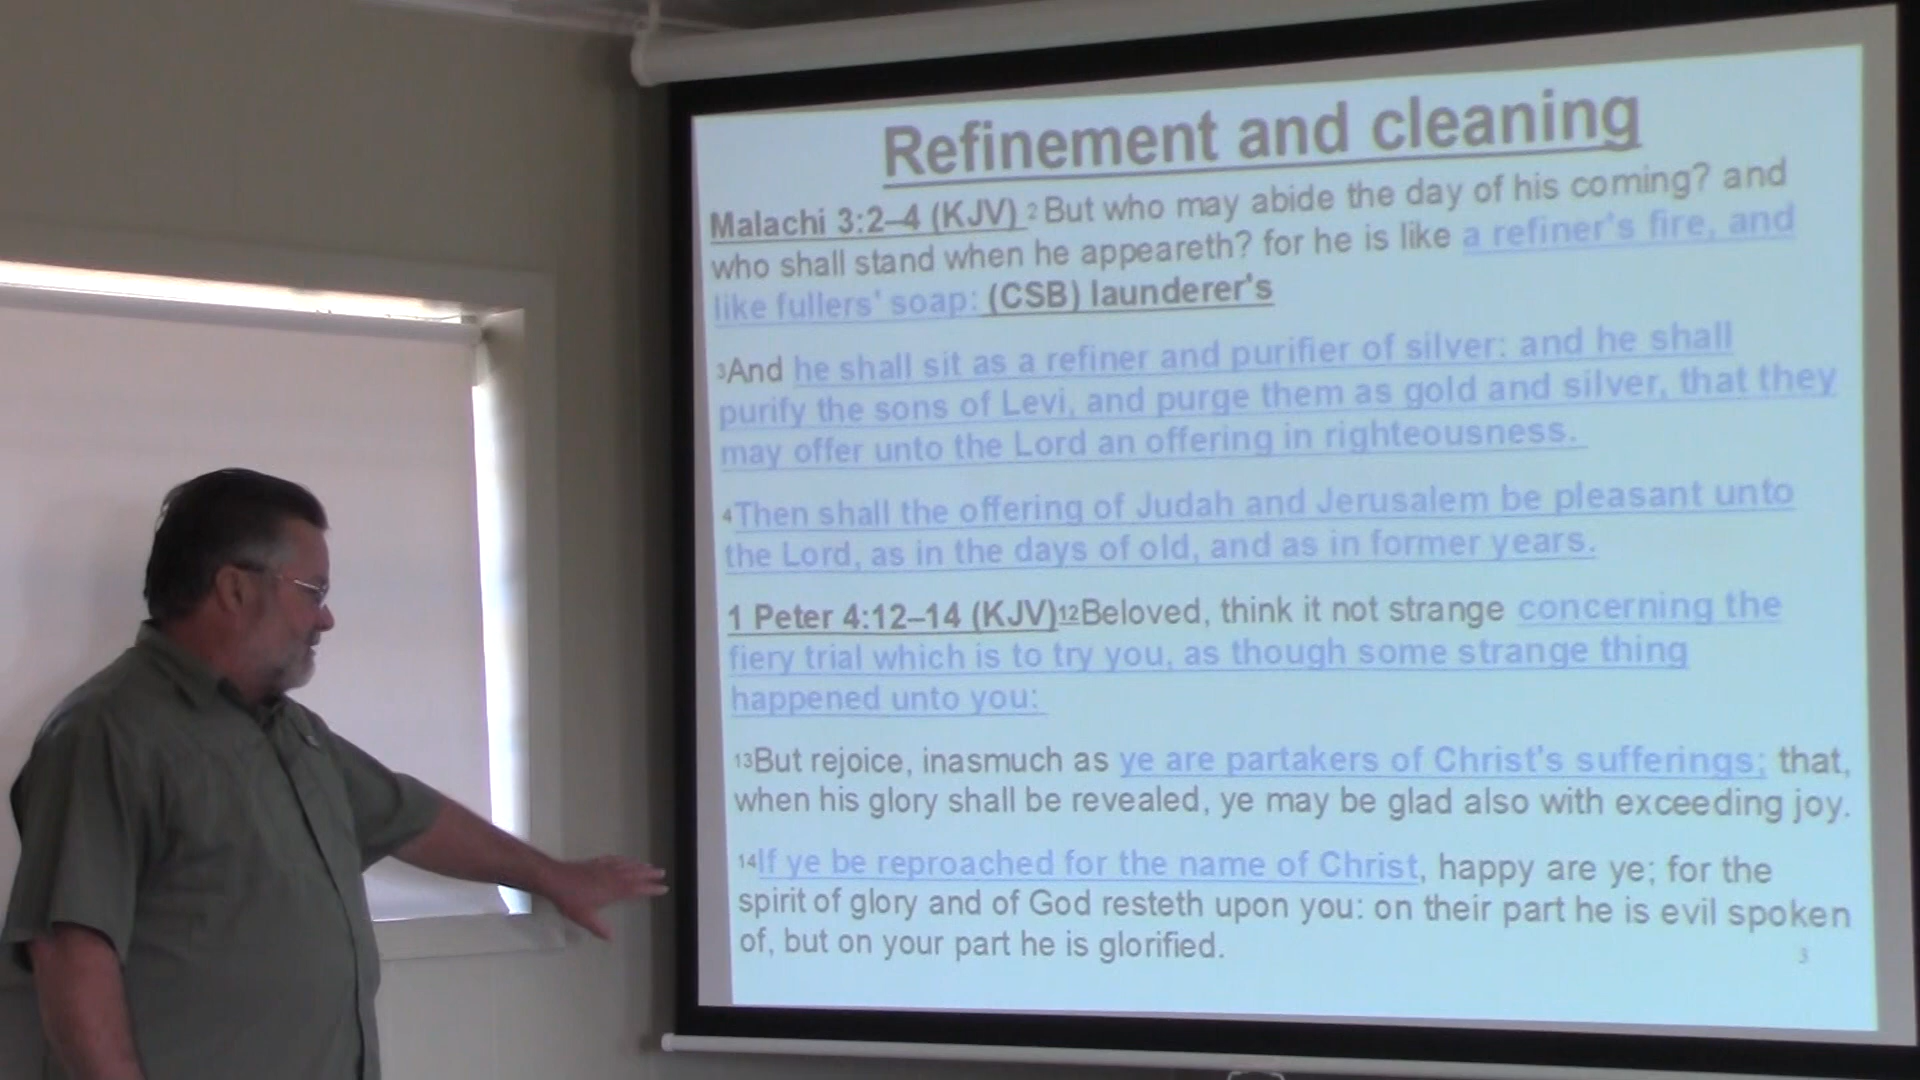 Refinement and cleaning
Malachi 3:2–4 (KJV) 2 But who may abide the day of his coming? and
who shall stand when he appeareth? for he is like a refiner's fire, and
like fullers' soap: (CSB) launderer's
3And he shall sit as a refiner and purifier of silver: and he shall
purify the sons of Levi, and purge them as gold and silver, that they
may offer unto the Lord an offering in righteousness.
4Then shall the offering of Judah and Jerusalem be pleasant unto
the Lord, as in the days of old, and as in former years.
1 Peter 4:12–14 (KJV)12Beloved, think it not strange concerning the
fiery trial which is to try you, as though some strange thing
happened unto you:
13But rejoice, inasmuch as ye are partakers of Christ's sufferings; that,
when his glory shall be revealed, ye may be glad also with exceeding joy.
14If ye be reproached for the name of Christ, happy are ye; for the
spirit of glory and of God resteth upon you: on their part he is evil spoken
of, but on your part he is glorified.
3